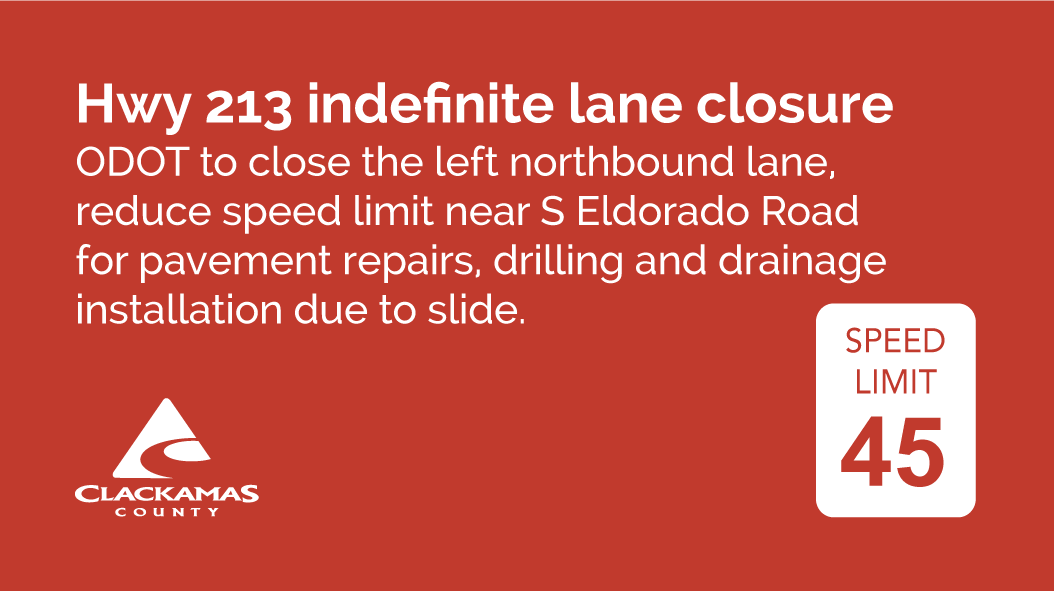 Hwy 213 indefinite lane closure
ODOT to close the left northbound lane,
reduce speed limit near S Eldorado Road
for pavement repairs, drilling and drainage
installation due to slide.
SPEED
LIMIT
45
CLACKAMAS
COUNTY